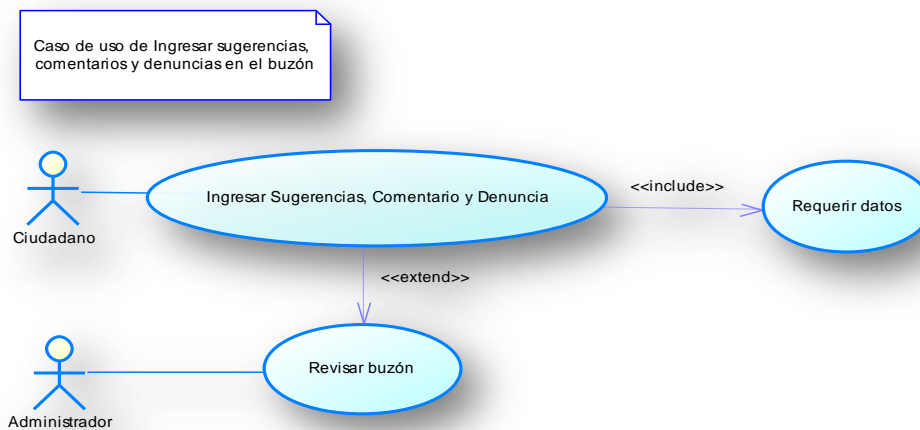 Caso de uso de Ingresar sugerencias,
comentarios y denuncias en el buzón
Ingresar Sugerencias, Comentario y Denuncia
<<include>>
Requerir datos
Ciudadano
<<extend>>
Revisar buzón
Administrador